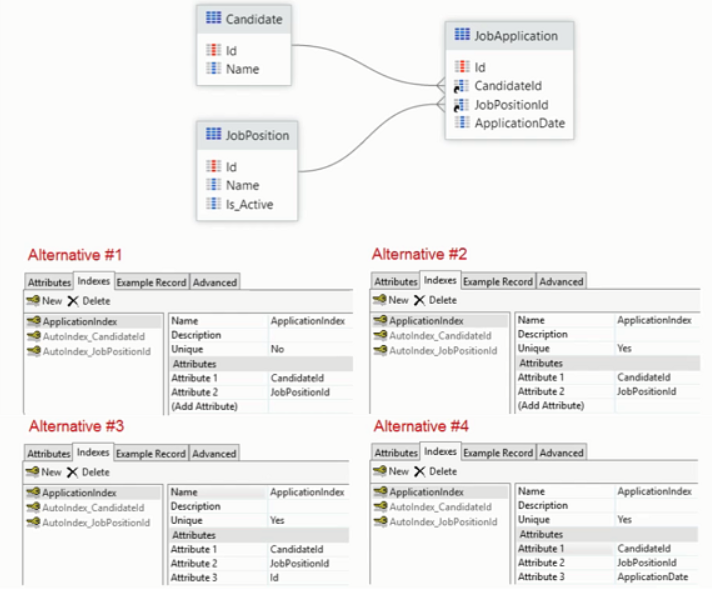 Candidate
Id
Name
JobApplication
Id
CandidateId
JobPositionId
ApplicationDate
JobPosition
Id
Name
Is_Active
Alternative #1
Attributes Indexes Example Record Advanced
New Delete
ApplicationIndex
AutoIndex_CandidateId
AutoIndex_JobPositionId
Name ApplicationIndex
Description
Unique No
Attributes
Attribute 1 CandidateId
Attribute 2 JobPositionId
(Add Attribute)
Alternative #2
Attributes Indexes Example Record Advanced
New Delete
ApplicationIndex
AutoIndex_CandidateId
AutoIndex_JobPositionId
Name ApplicationIndex
Description
Unique Yes
Attributes
Attribute 1 CandidateId
Attribute 2 JobPositionId
(Add Attribute)
Alternative #3
Attributes Indexes Example Record Advanced
New Delete
ApplicationIndex
AutoIndex_CandidateId
AutoIndex_JobPositionId
Name ApplicationIndex
Description
Unique Yes
Attributes
Attribute 1 CandidateId
Attribute 2 JobPositionId
Attribute 3 Id
Alternative #4
Attributes Indexes Example Record Advanced
New Delete
ApplicationIndex
AutoIndex_CandidateId
AutoIndex_JobPositionId
Name ApplicationIndex
Description
Unique Yes
Attributes
Attribute 1 CandidateId
Attribute 2 JobPositionId
Attribute 3 ApplicationDate